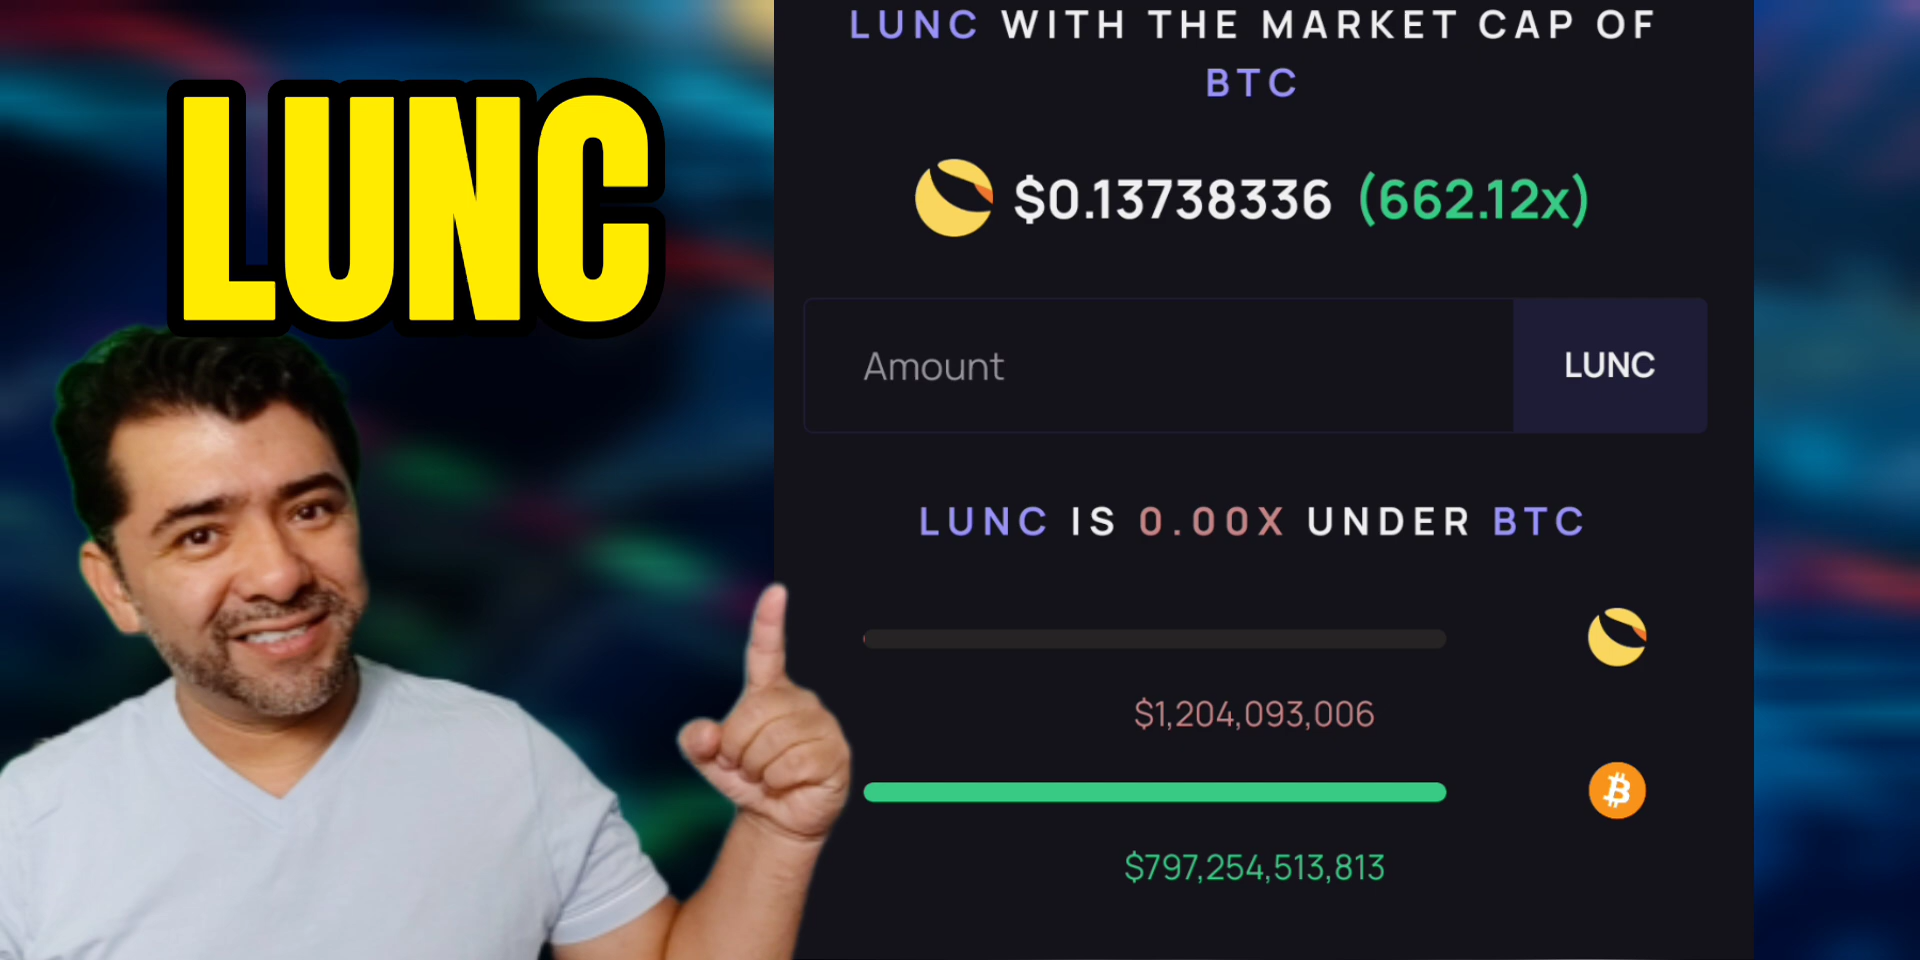 LUNC
LUNC WITH THE MARKET CAP OF
BTC
$0.13738336 (662.12x)
Amount
LUNC
LUNC IS 0.00X UNDER BTC
$1,204,093,006
$797,254,513,813